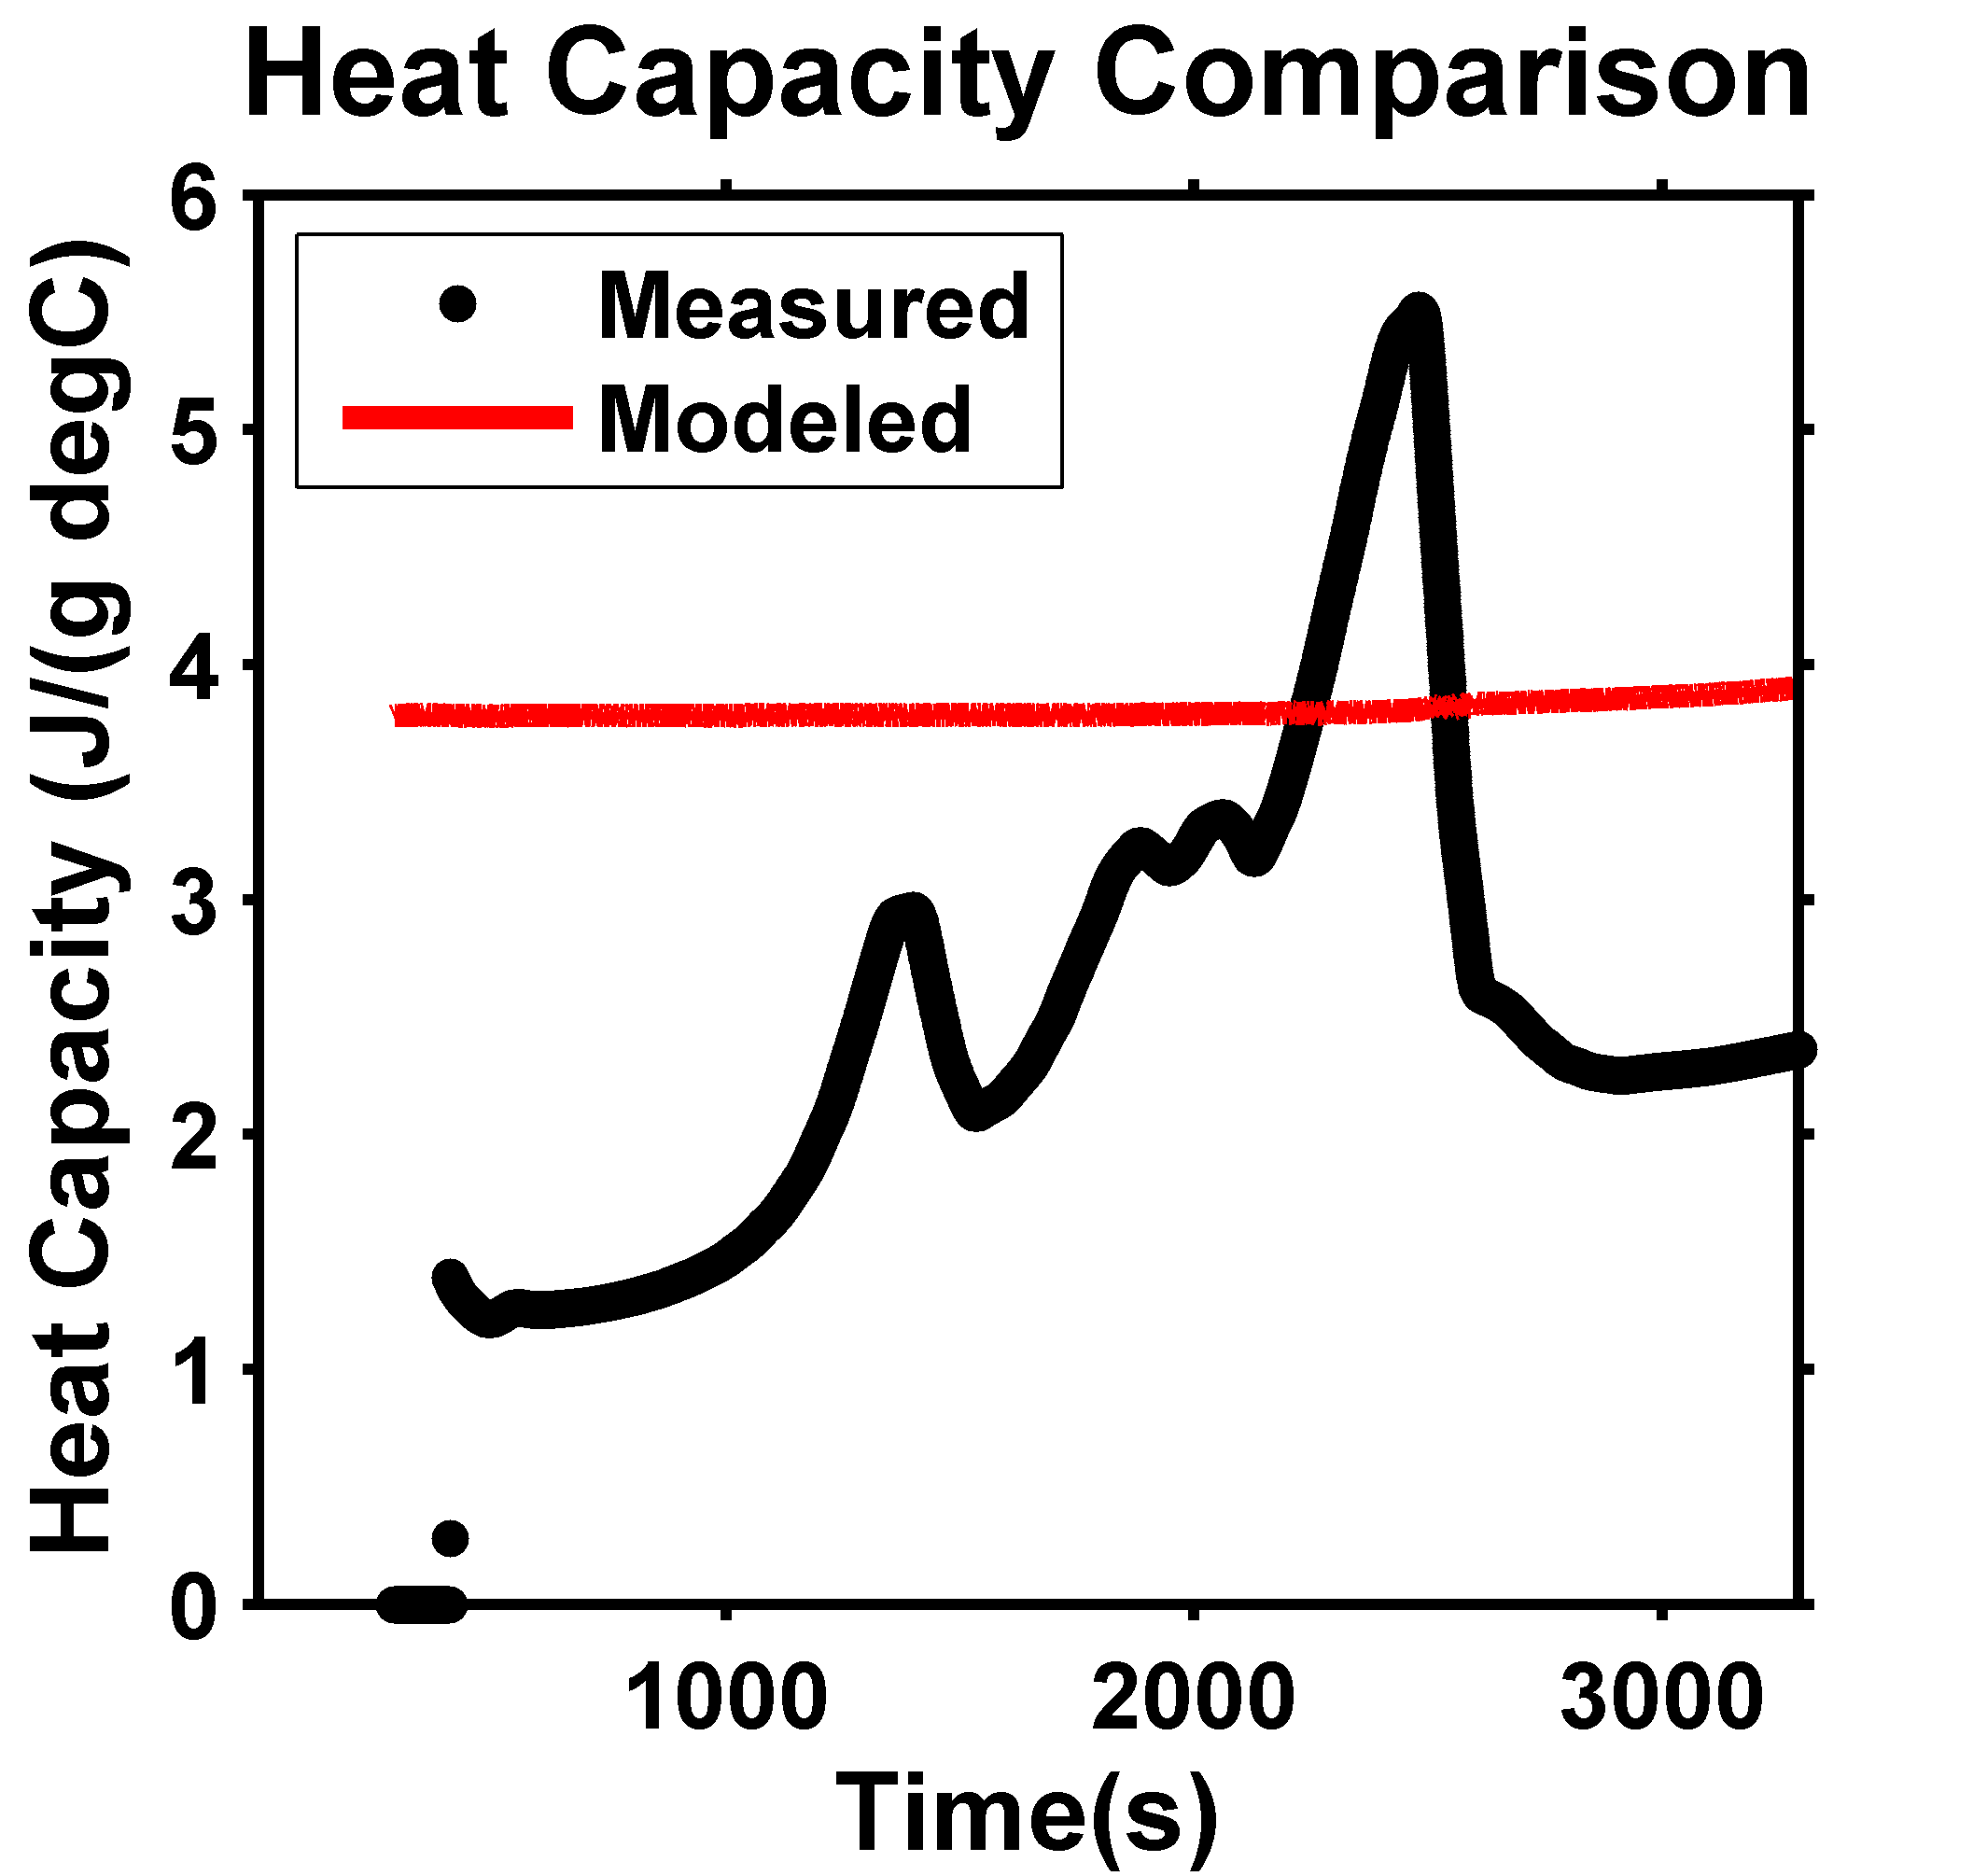 Heat Capacity Comparison
Heat Capacity (J/(g degC)
6
5
4
3
2
1
0
Measured
Modeled
1000 2000 3000
Time(s)